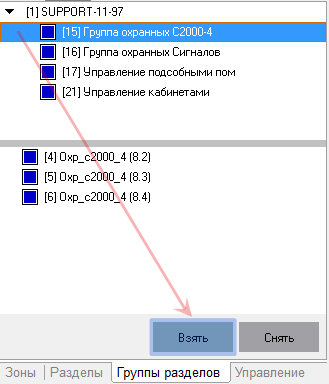 [1] SUPPORT-11-97
[15] Группа охранных С2000-4
[16] Группа охранных Сигналов
[17] Управление подсобными пом
[21] Управление кабинетами
[4] Охр_с2000_4 (8.2)
[5] Охр_с2000_4 (8.3)
[6] Охр_с2000_4 (8.4)
Взять Снять
Зоны Разделы Группы разделов Управление